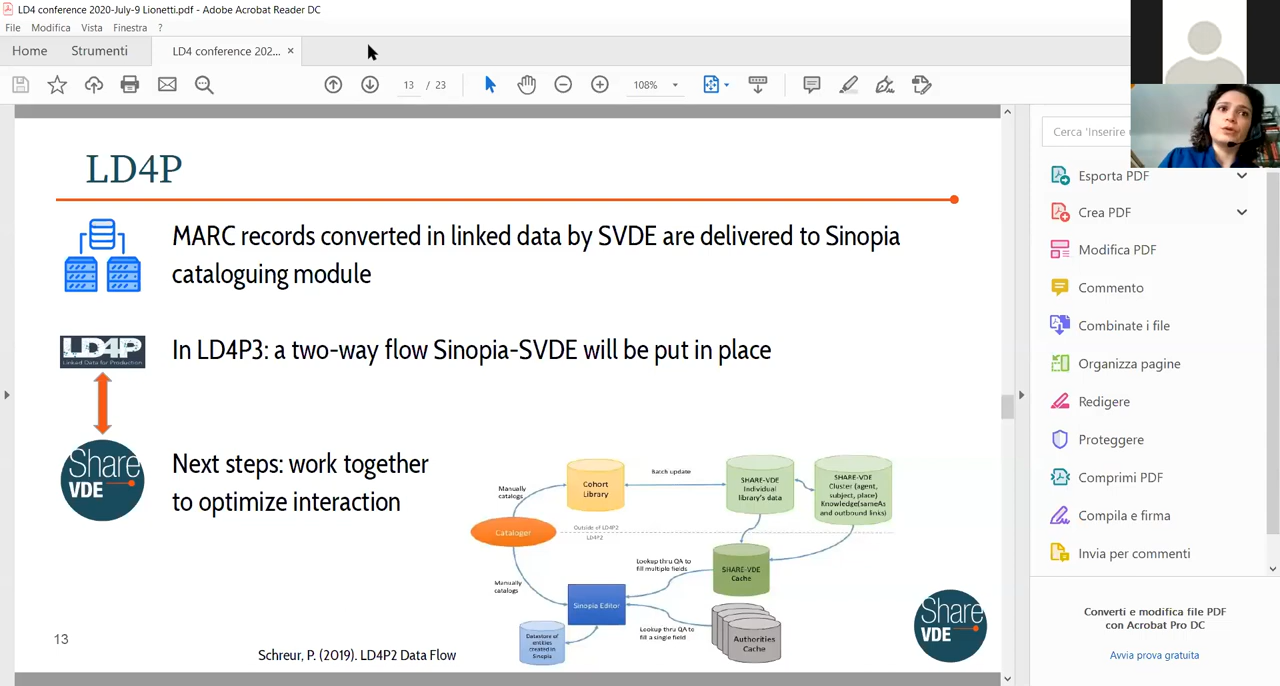 LD4 conference 2020-July-9 Lionetti.pdf - Adobe Acrobat Reader DC
File Modifica Vista Finestra ?
Home Strumenti LD4 conference 202... ×
13 / 23 108%
Cerca 'Inserire
LD4P
MARC records converted in linked data by SVDE are delivered to Sinopia
cataloguing module
LD4P
Linked Data for Production
In LD4P3: a two-way flow Sinopia-SVDE will be put in place
Share
VDE
Next steps: work together
to optimize interaction
Manually
catalogs
Cohort
Library
Batch update
SHARE-VDE
Individual
library's data
SHARE-VDE
Cluster (agent,
subject, place)
Knowledge(sameAs
and outbound links)
Cataloger
Outside of LD4P2
LD4P2
Manually
catalogs
Lookup thru QA to
fill multiple fields
SHARE-VDE
Cache
Sinopia Editor
Lookup thru QA to
fill a single field
Authorities
Cache
Datastore of
entities
created in
Sinopia
Share
VDE
13
Schreur, P. (2019). LD4P2 Data Flow
Esporta PDF
Crea PDF
Modifica PDF
Commento
Combinate i file
Organizza pagine
Redigere
Proteggere
Comprimi PDF
Compila e firma
Invia per commenti
Converti e modifica file PDF
con Acrobat Pro DC
Avvia prova gratuita